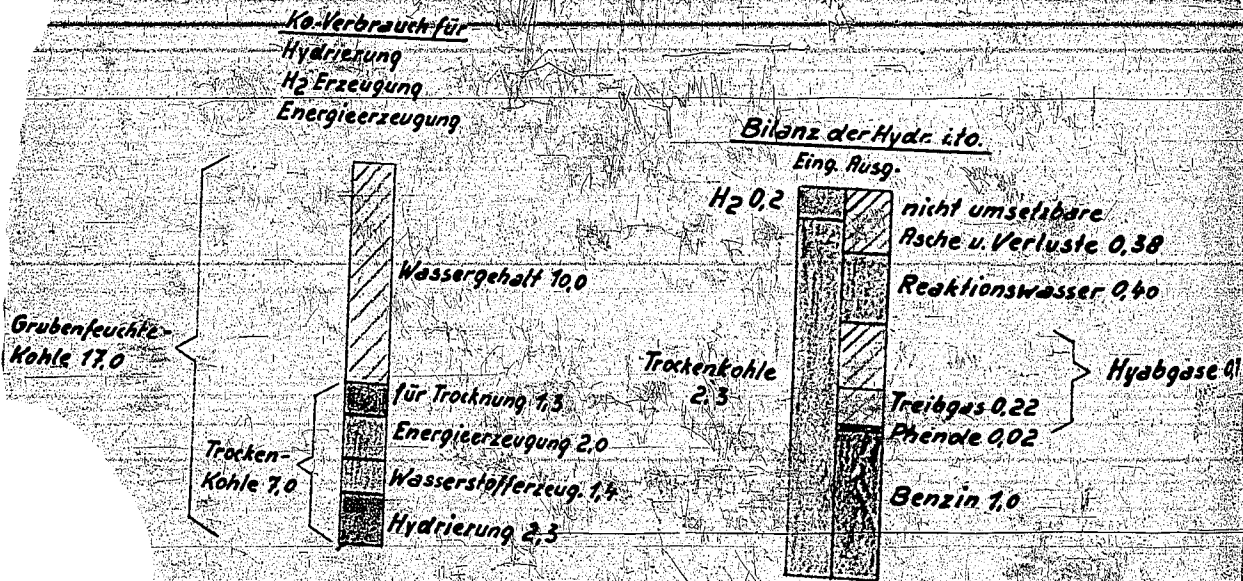 Ko.-Verbrauch für
Hydrierung
H2 Erzeugung
Energieerzeugung
Grubenfeuchte-
Kohle 17,0
Wassergehalt 10,0
Trocken-
Kohle 7,0
für Trocknung 1,3
Energieerzeugung 2,0
Wasserstofferzeug. 1,4
Hydrierung 2,3
Bilanz der Hydr. i.to.
Eing. Ausg.
H2 0,2
Trockenkohle
2,3
nicht umsetzbare
Asche u. Verluste 0,38
Reaktionswasser 0,40
Treibgas 0,22
Phenole 0,02
Benzin 1,0
Hyabgase